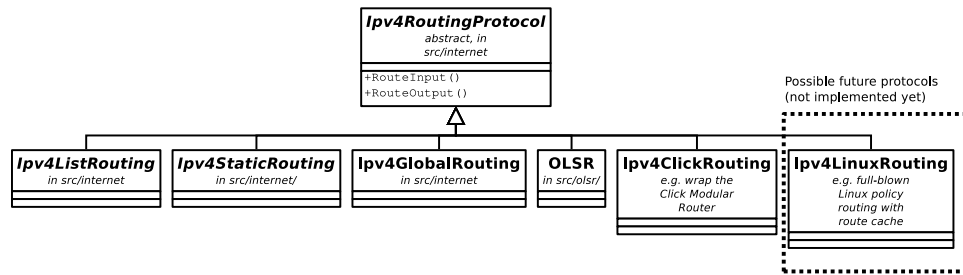 Ipv4RoutingProtocol
abstract, in
src/internet
+RouteInput()
+RouteOutput()
Possible future protocols
(not implemented yet)
Ipv4ListRouting
in src/internet
Ipv4StaticRouting
in src/internet/
Ipv4GlobalRouting
in src/internet
OLSR
in src/olsr/
Ipv4ClickRouting
e.g. wrap the
Click Modular
Router
Ipv4LinuxRouting
e.g. full-blown
Linux policy
routing with
route cache